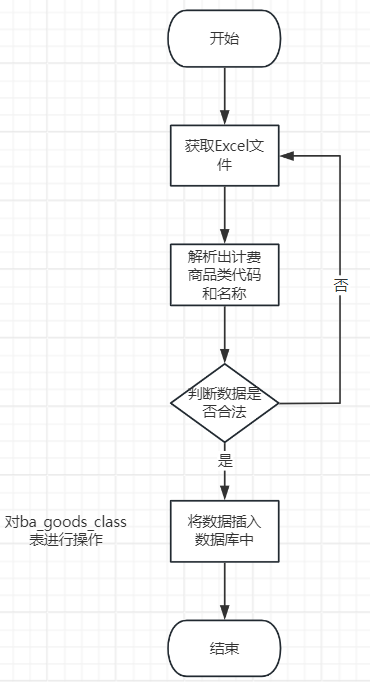 开始
获取Excel文
件
解析出计费
商品类代码
和名称
否
判断数据是
否合法
是
对ba_goods_class
表进行操作
将数据插入
数据库中
结束